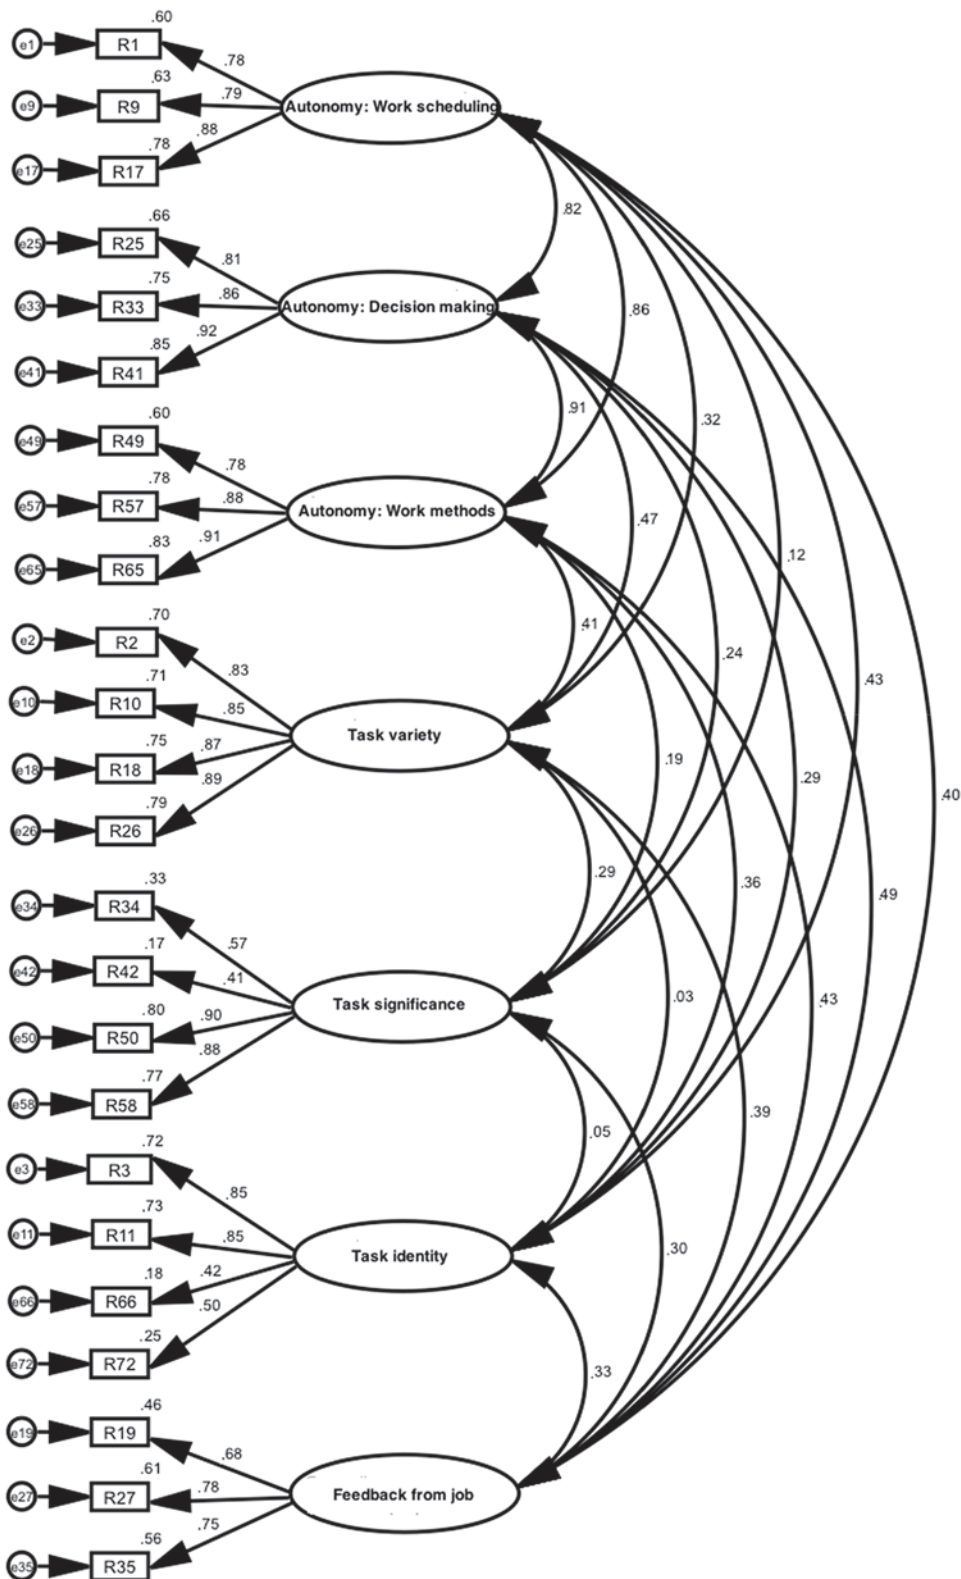 .60
e1 R1
.78
.63
.79
e9 R9
Autonomy: Work scheduling
.88
.78
e17 R17
.82
.66
e25 R25
.81
.75
.86
e33 R33
Autonomy: Decision making
.86
.92
.85
e41 R41
.91
.32
.60
e49 R49
.78
.78
.88
e57 R57
Autonomy: Work methods
.47
.91
.83
e65 R65
.12
.70
.41
e2 R2
.24
.83
.71
.43
e10 R10
.85
Task variety
.75
.87
.19
e18 R18
.29
.89
.40
.79
e26 R26
.33
.29
.36
.49
e34 R34
.57
.17
e42 R42
.41
.03
.43
.80
.90
Task significance
e50 R50
.88
.77
e58 R58
.39
.05
.72
e3 R3
.85
.73
e11 R11
.85
.30
Task identity
.18
.42
e66 R66
.50
.25
e72 R72
.33
.46
e19 R19
.68
.61
.78
e27 R27
Feedback from job
.75
.56
e35 R35